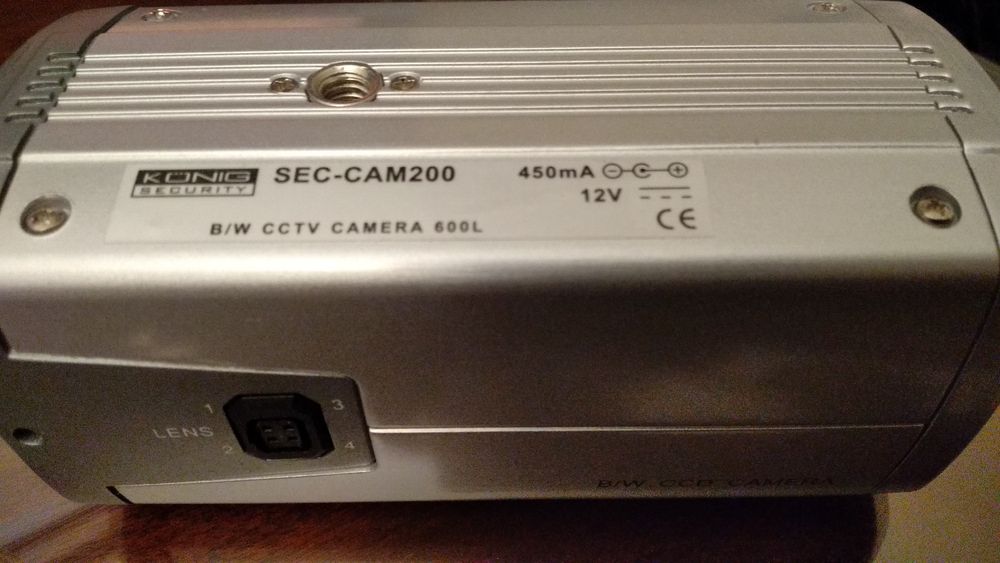 KÖNIG
SECURITY
SEC-CAM200
450mA
12V
CE
B/W CCTV CAMERA 600L
1 3
LENS
2 4
B/W CCD CAMERA